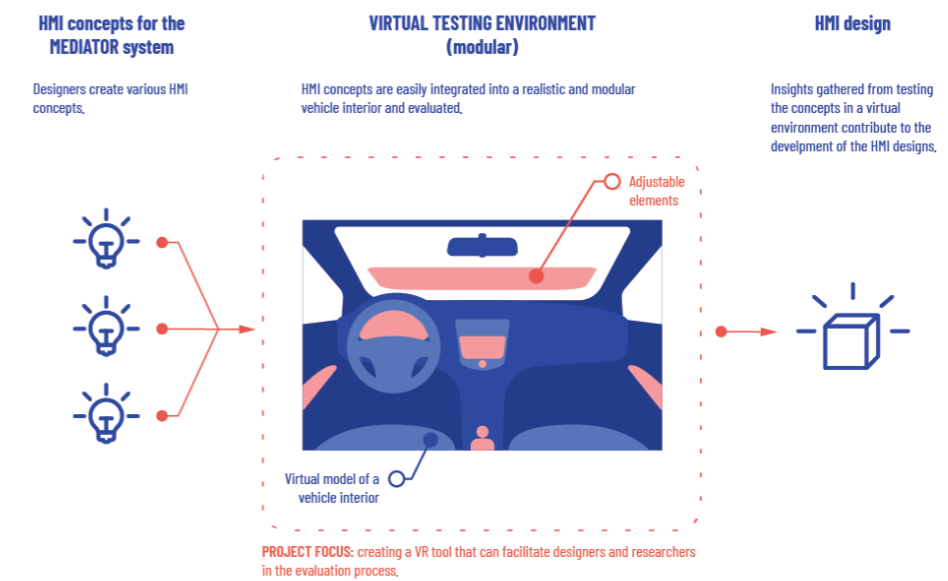 HMI concepts for the
MEDIATOR system
Designers create various HMI
concepts.
VIRTUAL TESTING ENVIRONMENT
(modular)
HMI concepts are easily integrated into a realistic and modular
vehicle interior and evaluated.
HMI design
Insights gathered from testing
the concepts in a virtual
environment contribute to the
develpment of the HMI designs.
Adjustable
elements
Virtual model of a
vehicle interior
PROJECT FOCUS: creating a VR tool that can facilitate designers and researchers
in the evaluation process.